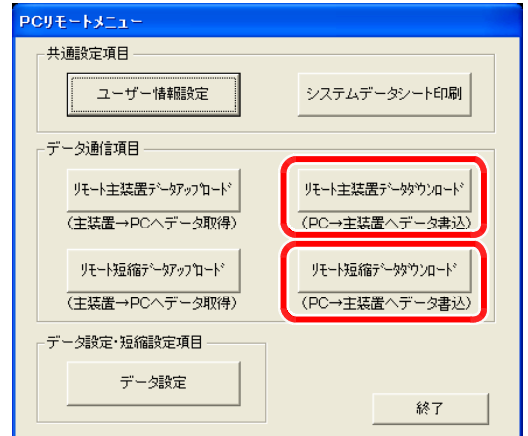 PCリモートメニュー
共通設定項目
ユーザー情報設定
システムデータシート印刷
データ通信項目
ﾘﾓｰﾄ主装置ﾃﾞｰﾀｱｯﾌﾟﾛｰﾄﾞ
ﾘﾓｰﾄ主装置ﾃﾞｰﾀﾀﾞｳﾝﾛｰﾄﾞ
(主装置→PCへデータ取得)
(PC→主装置へデータ書込)
ﾘﾓｰﾄ短縮ﾃﾞｰﾀｱｯﾌﾟﾛｰﾄﾞ
ﾘﾓｰﾄ短縮ﾃﾞｰﾀﾀﾞｳﾝﾛｰﾄﾞ
(主装置→PCへデータ取得)
(PC→主装置へデータ書込)
データ設定・短縮設定項目
データ設定
終了